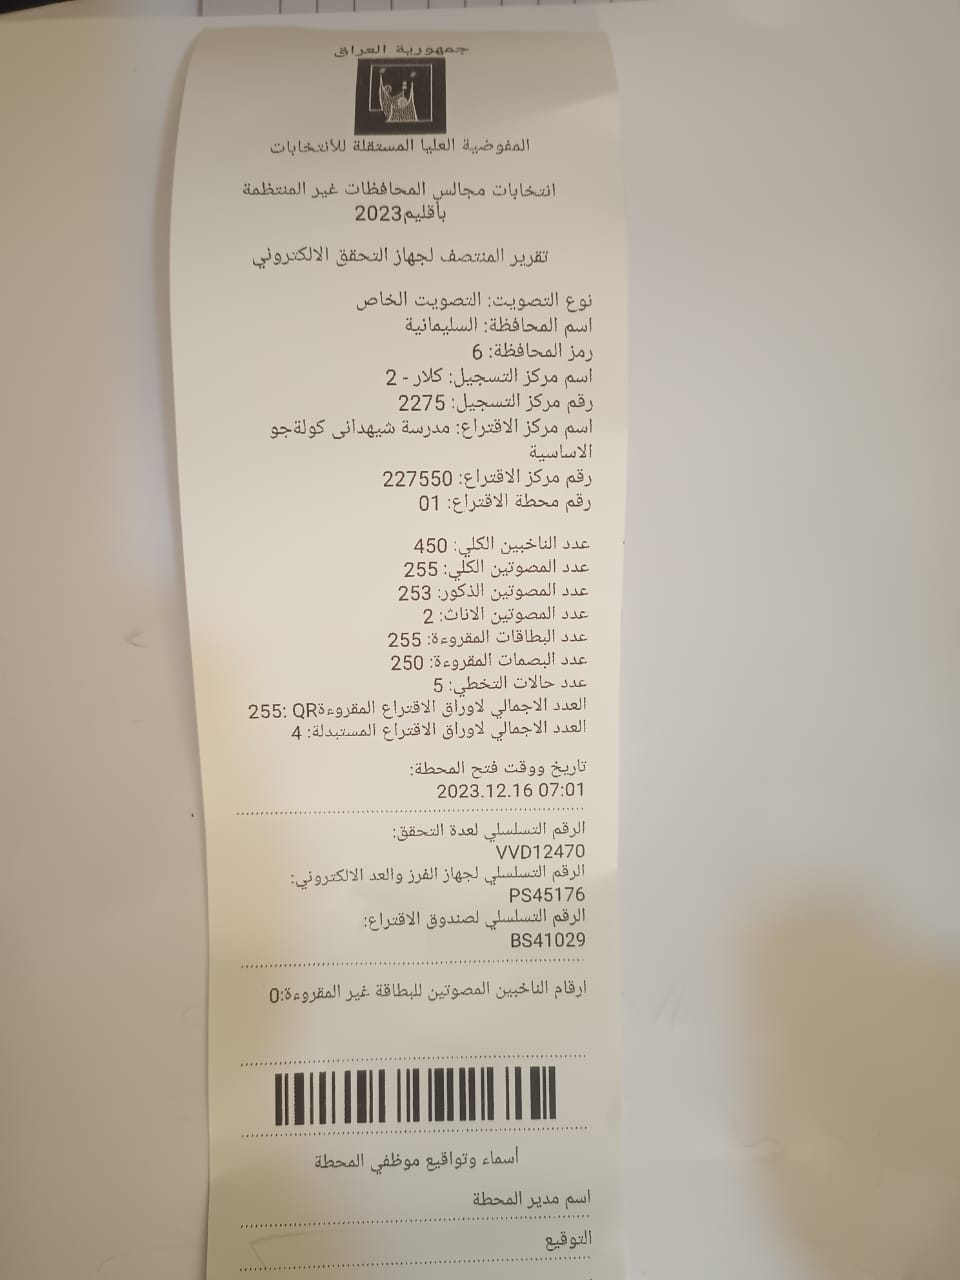 جمهورية العراق
المفوضية العليا المستقلة للأنتخابات
انتخابات مجالس المحافظات غير المنتظمة
بأقليم2023
تقرير المنتصف لجهاز التحقق الالكتروني
نوع التصويت: التصويت الخاص
اسم المحافظة: السليمانية
رمز المحافظة: 6
اسم مركز التسجيل: كلار - 2
رقم مركز التسجيل: 2275
اسم مركز الاقتراع: مدرسة شيهدانى كولةجو
الاساسية
رقم مركز الاقتراع: 227550
رقم محطة الاقتراع: 01
عدد الناخبين الكلي: 450
عدد المصوتين الكلي: 255
عدد المصوتين الذكور: 253
عدد المصوتين الاناث: 2
عدد البطاقات المقروءة: 255
عدد البصمات المقروءة: 250
عدد حالات التخطي: 5
العدد الاجمالي لاوراق الاقتراع المقروءةQR :255
العدد الاجمالي لاوراق الاقتراع المستبدلة: 4
تاريخ ووقت فتح المحطة:
2023.12.16 07:01
الرقم التسلسلي لعدة التحقق:
VVD12470
الرقم التسلسلي لجهاز الفرز والعد الالكتروني:
PS45176
الرقم التسلسلي لصندوق الاقتراع:
BS41029
ارقام الناخبين المصوتين للبطاقة غير المقروءة:0
أسماء وتواقيع موظفي المحطة
اسم مدير المحطة
التوقيع